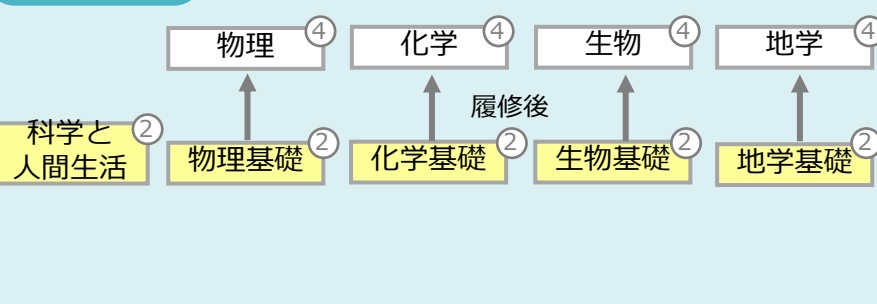 物理 ④
化学 ④
生物 ④
地学 ④
履修後
科学と ②
人間生活
物理基礎 ②
化学基礎 ②
生物基礎 ②
地学基礎 ②